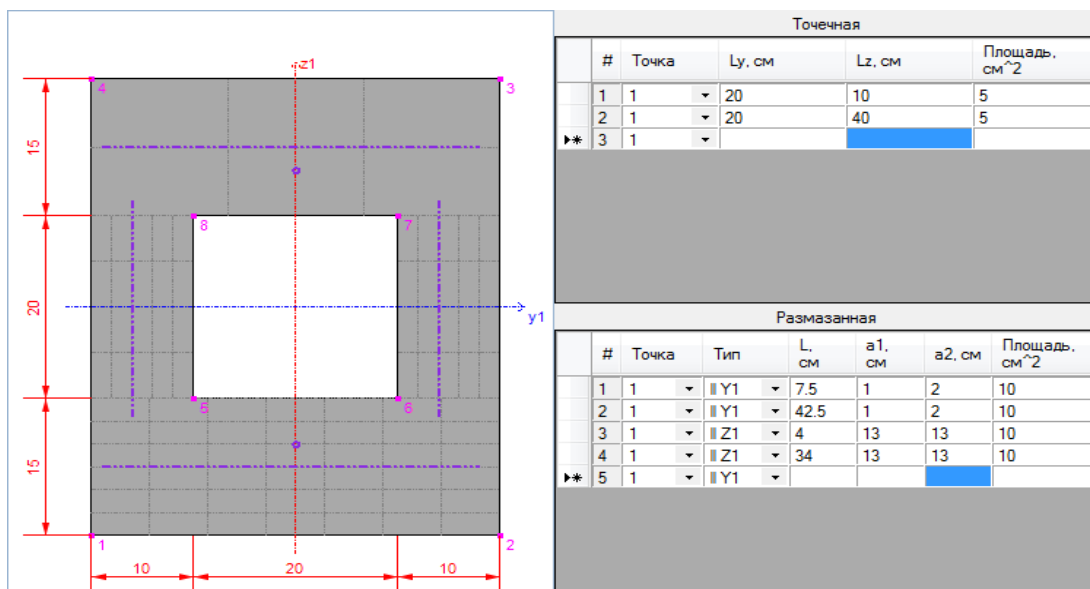 z1
4
3
15
8
7
20
y1
5
6
15
1
2
10
20
10
Точечная
# Точка Ly, см Lz, см Площадь, см^2
1 1 20 10 5
2 1 20 40 5
3 1
Размазанная
# Точка Тип L, см a1, см a2, см Площадь, см^2
1 1 Y1 7.5 1 2 10
2 1 Y1 42.5 1 2 10
3 1 Z1 4 13 13 10
4 1 Z1 34 13 13 10
5 1 Y1